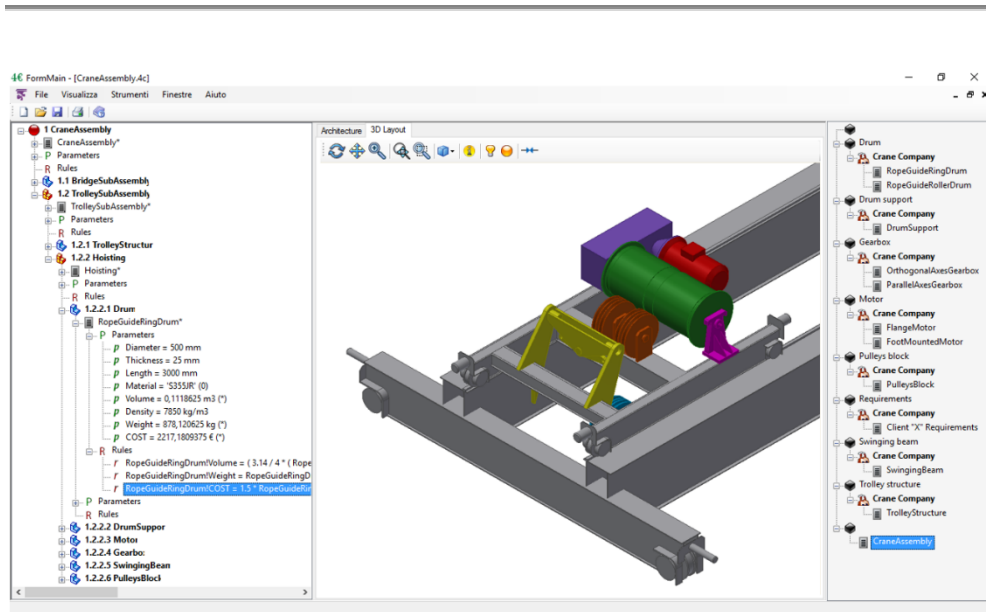 4€ FormMain - [CraneAssembly.4c]
File Visualizza Strumenti Finestre Aiuto
1 CraneAssembly
CraneAssembly*
P Parameters
R Rules
1.1 BridgeSubAssembly
1.2 TrolleySubAssembly
TrolleySubAssembly*
P Parameters
R Rules
1.2.1 TrolleyStructur
1.2.2 Hoisting
Hoisting*
P Parameters
R Rules
1.2.2.1 Drum
RopeGuideRingDrum*
P Parameters
p Diameter = 500 mm
p Thickness = 25 mm
p Length = 3000 mm
p Material = 'S355JR' (0)
p Volume = 0,1118625 m3 (*)
p Density = 7850 kg/m3
p Weight = 878,120625 kg (*)
p COST = 2217,1809375 € (*)
R Rules
r RopeGuideRingDrum!Volume = ( 3.14 / 4 * ( Rope
r RopeGuideRingDrum!Weight = RopeGuideRingD
r RopeGuideRingDrum!COST = 1.5 * RopeGuideRin
P Parameters
R Rules
1.2.2.2 DrumSuppor
1.2.2.3 Motor
1.2.2.4 Gearbo
1.2.2.5 SwingingBean
1.2.2.6 PulleysBlock
Architecture 3D Layout
Drum
Crane Company
RopeGuideRingDrum
RopeGuideRollerDrum
Drum support
Crane Company
DrumSupport
Gearbox
Crane Company
OrthogonalAxesGearbox
ParallelAxesGearbox
Motor
Crane Company
FlangeMotor
FootMountedMotor
Pulleys block
Crane Company
PulleysBlock
Requirements
Crane Company
Client "X" Requirements
Swinging beam
Crane Company
SwingingBeam
Trolley structure
Crane Company
TrolleyStructure
CraneAssembly